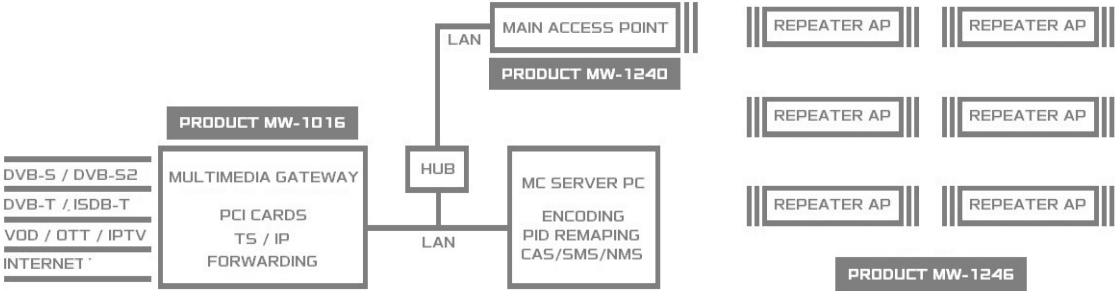 LAN
MAIN ACCESS POINT
PRODUCT MW-1240
REPEATER AP
REPEATER AP
REPEATER AP
REPEATER AP
REPEATER AP
REPEATER AP
PRODUCT MW-1246
PRODUCT MW-1016
DVB-S / DVB-S2
DVB-T / ISDB-T
VOD / OTT / IPTV
INTERNET
MULTIMEDIA GATEWAY
PCI CARDS
TS / IP
FORWARDING
HUB
LAN
MC SERVER PC
ENCODING
PID REMAPING
CAS/SMS/NMS